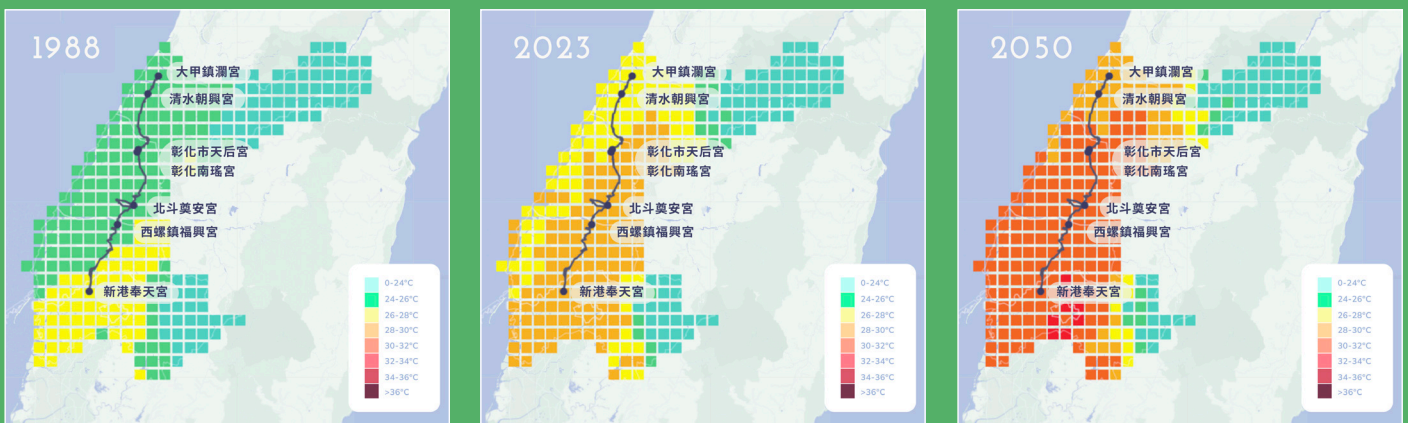 1988
大甲鎮瀾宮
清水朝興宮
彰化市天后宮
彰化南瑤宮
北斗奠安宮
西螺鎮福興宮
新港奉天宮
0-24°C
24-26°C
26-28°C
28-30°C
30-32°C
32-34°C
34-36°C
>36°C
2023
大甲鎮瀾宮
清水朝興宮
彰化市天后宮
彰化南瑤宮
北斗奠安宮
西螺鎮福興宮
新港奉天宮
0-24°C
24-26°C
26-28°C
28-30°C
30-32°C
32-34°C
34-36°C
>36°C
2050
大甲鎮瀾宮
清水朝興宮
彰化市天后宮
彰化南瑤宮
北斗奠安宮
西螺鎮福興宮
新港奉天宮
0-24°C
24-26°C
26-28°C
28-30°C
30-32°C
32-34°C
34-36°C
>36°C